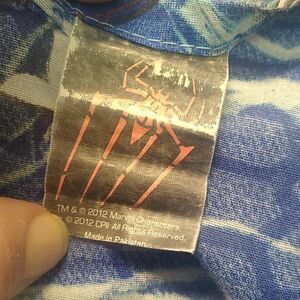 TM & © 2012 Marvel Characters.
© 2012 CPII All Rights Reserved.
Made in Pakistan.